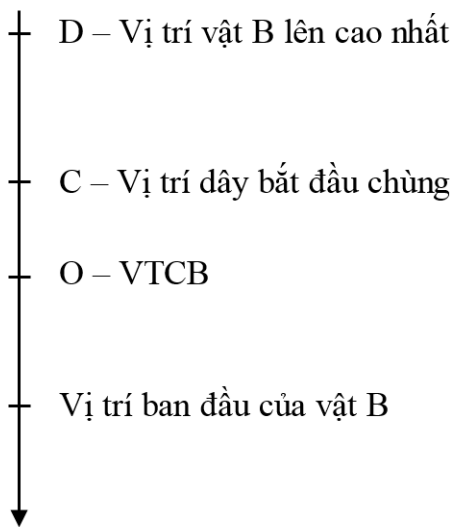 D – Vị trí vật B lên cao nhất
C – Vị trí dây bắt đầu chùng
O – VTCB
Vị trí ban đầu của vật B